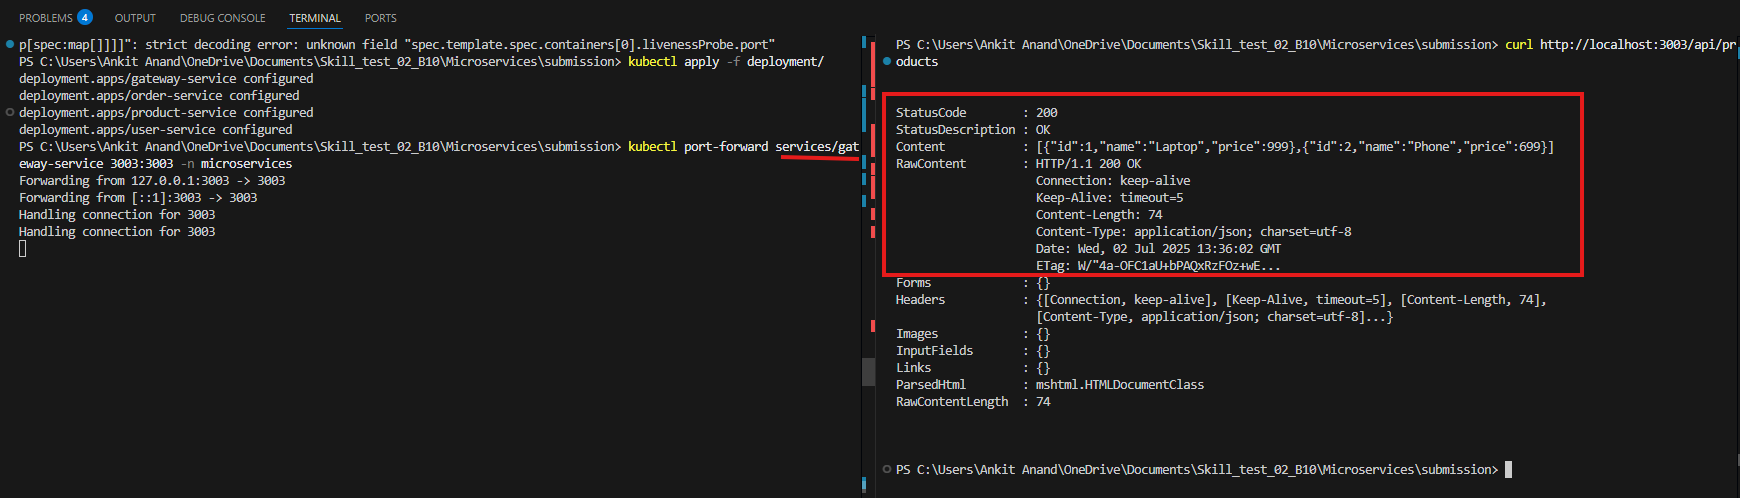 PROBLEMS 4 OUTPUT DEBUG CONSOLE TERMINAL PORTS
p[spec:map[]]]]": strict decoding error: unknown field "spec.template.spec.containers[0].livenessProbe.port"
PS C:\Users\Ankit Anand\OneDrive\Documents\Skill_test_02_B10\Microservices\submission> kubectl apply -f deployment/
deployment.apps/gateway-service configured
deployment.apps/order-service configured
deployment.apps/product-service configured
deployment.apps/user-service configured
PS C:\Users\Ankit Anand\OneDrive\Documents\Skill_test_02_B10\Microservices\submission> kubectl port-forward services/gat
eway-service 3003:3003 -n microservices
Forwarding from 127.0.0.1:3003 -> 3003
Forwarding from [::1]:3003 -> 3003
Handling connection for 3003
Handling connection for 3003
PS C:\Users\Ankit Anand\OneDrive\Documents\Skill_test_02_B10\Microservices\submission> curl http://localhost:3003/api/pr
oducts
StatusCode : 200
StatusDescription : OK
Content : [{"id":1,"name":"Laptop","price":999},{"id":2,"name":"Phone","price":699}]
RawContent : HTTP/1.1 200 OK
Connection: keep-alive
Keep-Alive: timeout=5
Content-Length: 74
Content-Type: application/json; charset=utf-8
Date: Wed, 02 Jul 2025 13:36:02 GMT
ETag: W/"4a-OFC1aU+bPAQxRzFOz+wE...
Forms : {}
Headers : {[Connection, keep-alive], [Keep-Alive, timeout=5], [Content-Length, 74],
[Content-Type, application/json; charset=utf-8]...}
Images : {}
InputFields : {}
Links : {}
ParsedHtml : mshtml.HTMLDocumentClass
RawContentLength : 74
PS C:\Users\Ankit Anand\OneDrive\Documents\Skill_test_02_B10\Microservices\submission>